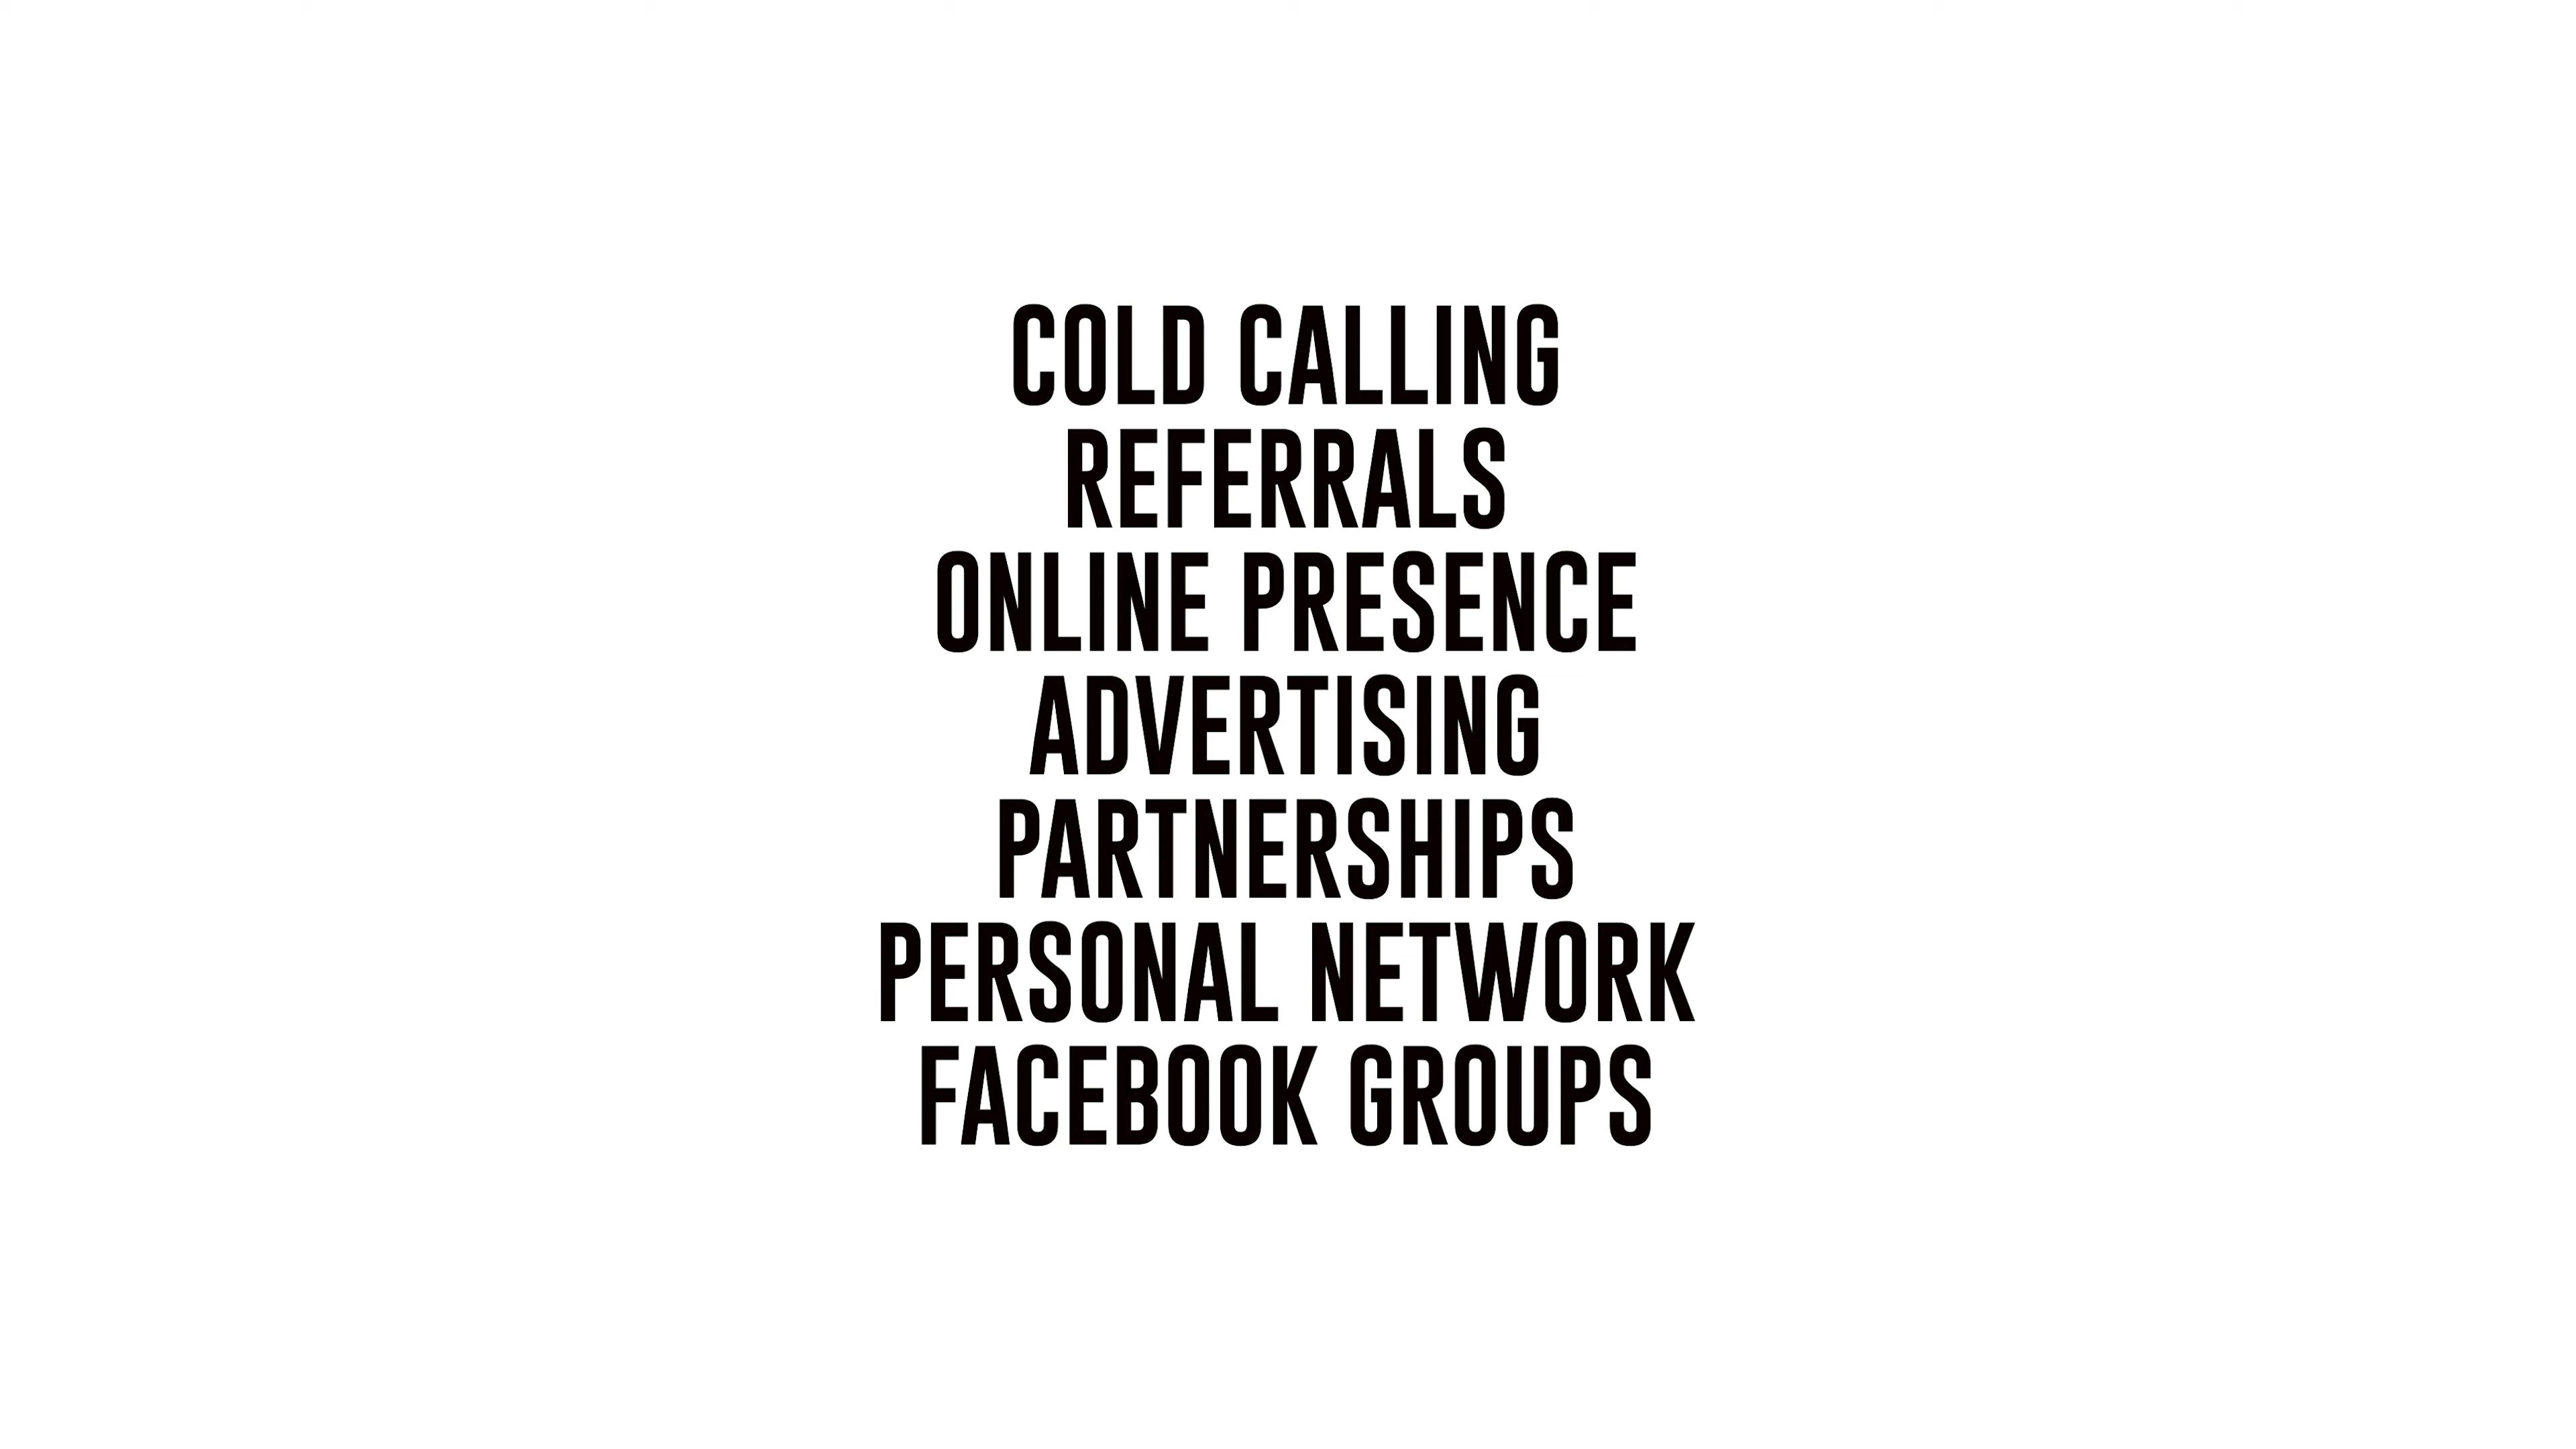 COLD CALLING
REFERRALS
ONLINE PRESENCE
ADVERTISING
PARTNERSHIPS
PERSONAL NETWORK
FACEBOOK GROUPS